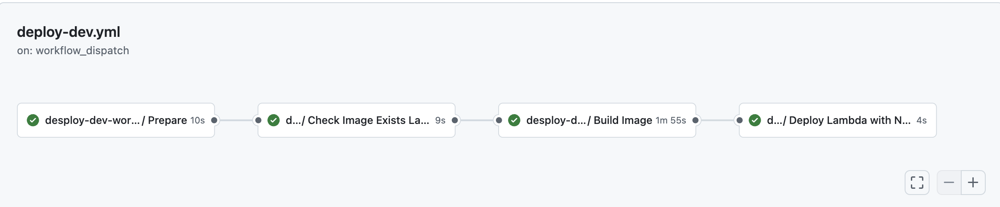 deploy-dev.yml
on: workflow_dispatch
desploy-dev-wor... / Prepare 10s
d.../ Check Image Exists La... 9s
desploy-d... / Build Image 1m 55s
d.../ Deploy Lambda with N... 4s